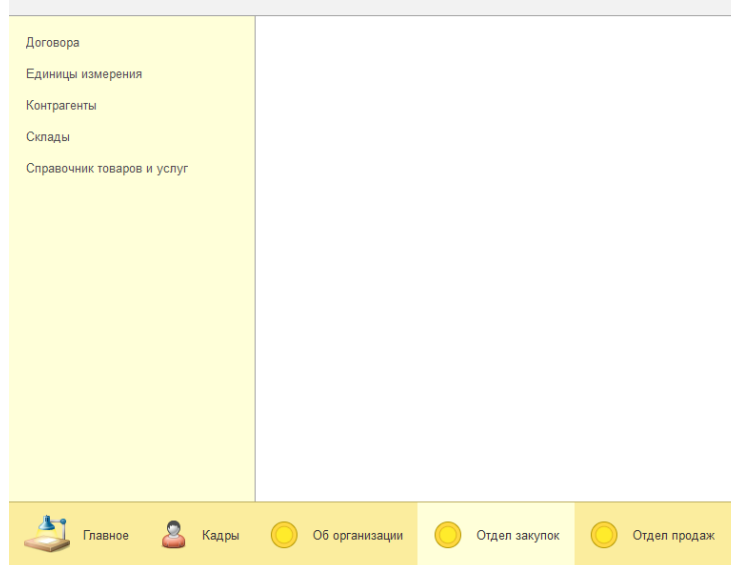 Договора
Единицы измерения
Контрагенты
Склады
Справочник товаров и услуг
Главное Кадры Об организации Отдел закупок Отдел продаж